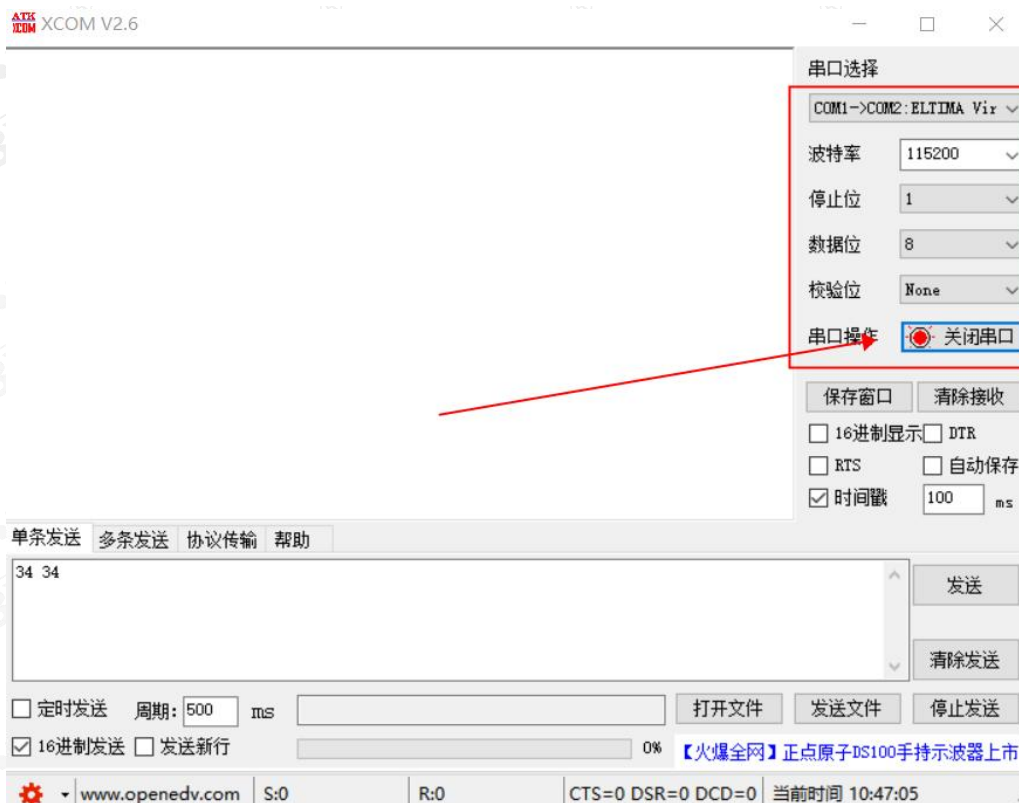 ATK XCOM XCOM V2.6
串口选择
COM1->COM2:ELTIMA Vir
波特率 115200
停止位 1
数据位 8
校验位 None
串口操作 关闭串口
保存窗口 清除接收
16进制显示 DTR
RTS 自动保存
时间戳 100 ms
单条发送 多条发送 协议传输 帮助
34 34
发送
清除发送
定时发送 周期: 500 ms 打开文件 发送文件 停止发送
16进制发送 发送新行 0% 【火爆全网】正点原子DS100手持示波器上市
www.openedv.com S:0 R:0 CTS=0 DSR=0 DCD=0 当前时间 10:47:05